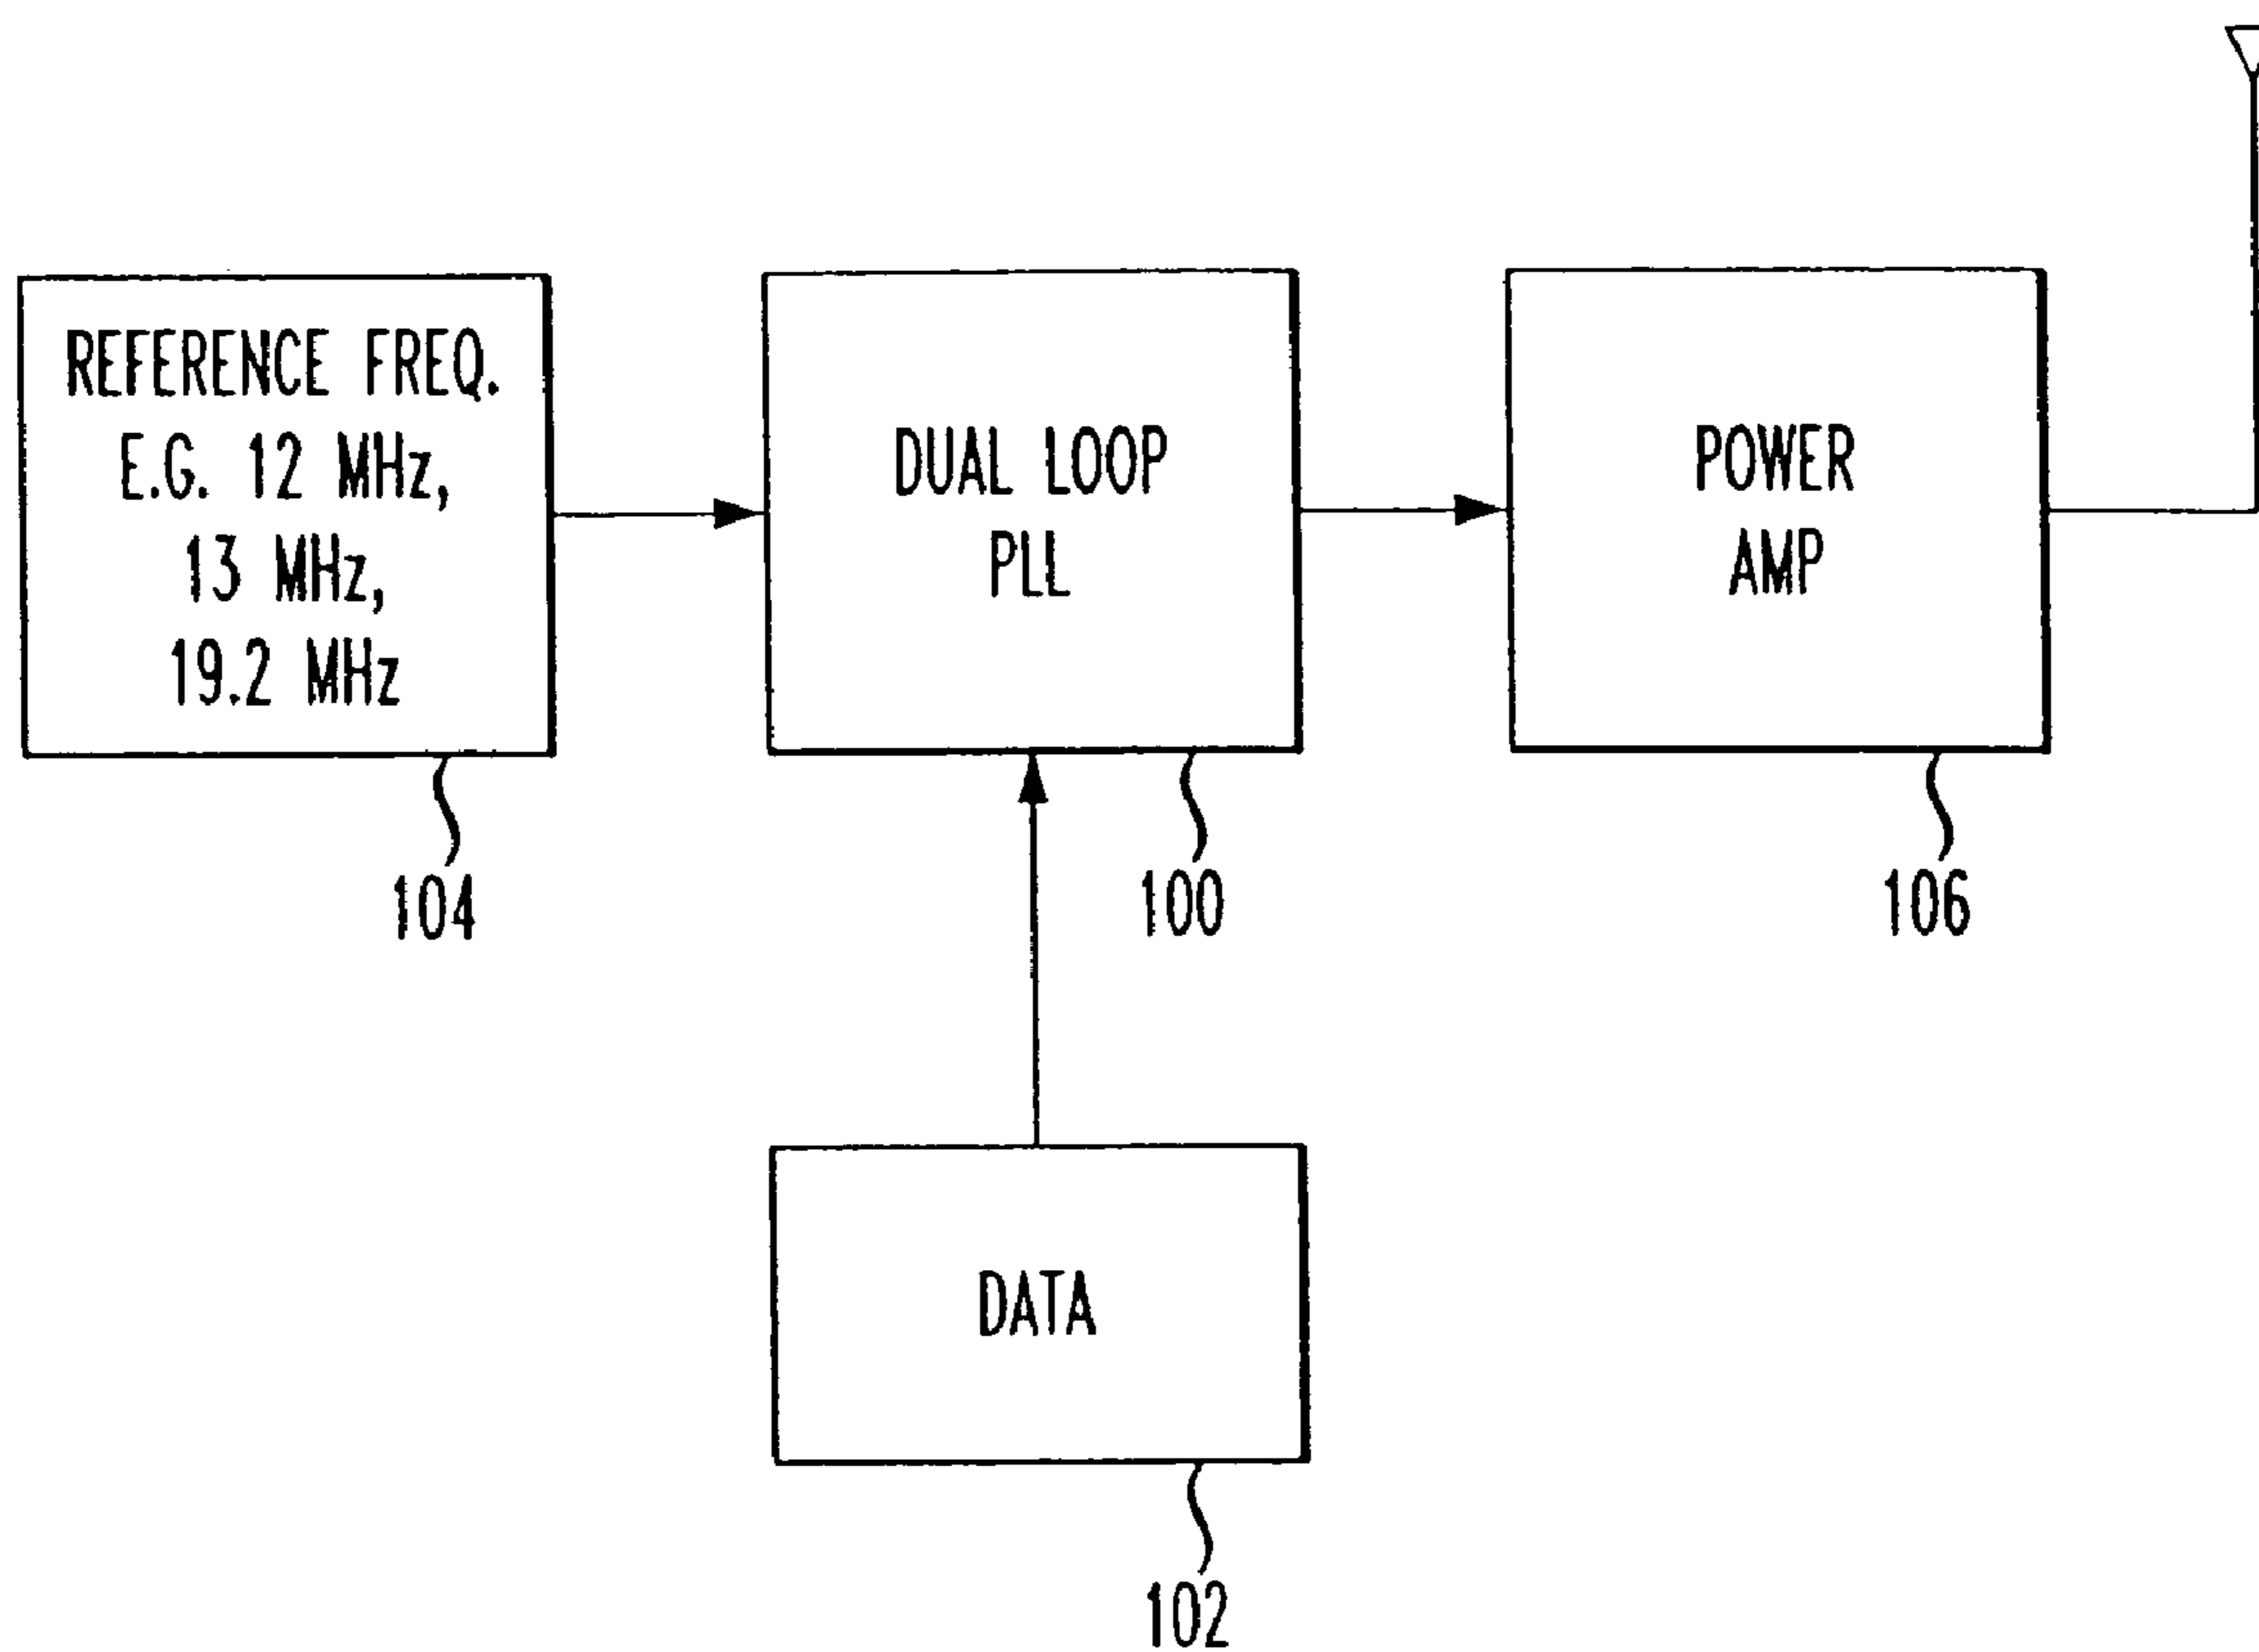 REFERENCE FREQ.
E.G. 12 MHz,
13 MHz,
19.2 MHz
DUAL LOOP
PLL
POWER
AMP
104
100
106
DATA
102